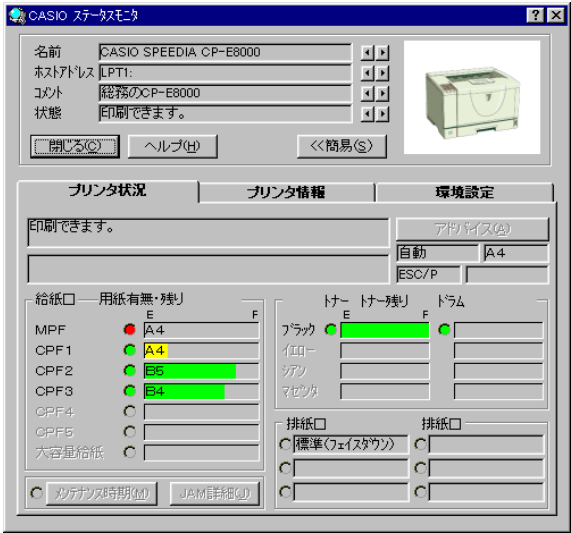 CASIO ステータスモニタ
名前 CASIO SPEEDIA CP-E8000
ホストアドレス LPT1:
コメント 総務のCP-E8000
状態 印刷できます。
閉じる(C) ヘルプ(H) <<簡易(S)
プリンタ状況 プリンタ情報 環境設定
印刷できます。 アドバイス(A)
自動 A4
ESC/P
給紙口 用紙有無・残り トナー トナー残り ドラム
E F E F
MPF A4 ブラック
CPF1 A4 イエロー
CPF2 B5 シアン
CPF3 B4 マゼンタ
CPF4
CPF5 排紙口 排紙口
大容量給紙 標準(フェイスダウン)
メンテナンス時期(M) JAM詳細(J)